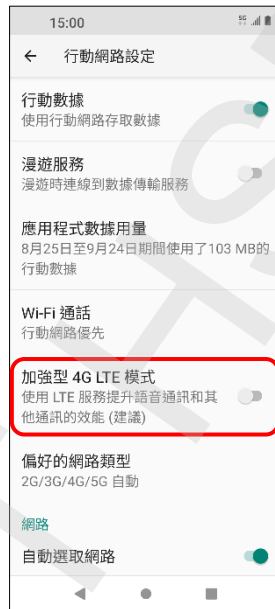 15:00
5G
行動網路設定
行動數據
使用行動網路存取數據
漫遊服務
漫遊時連線到數據傳輸服務
應用程式數據用量
8月25日至9月24日期間使用了103 MB的
行動數據
Wi-Fi 通話
行動網路優先
加強型 4G LTE 模式
使用 LTE 服務提升語音通訊和其
他通訊的效能 (建議)
偏好的網路類型
2G/3G/4G/5G 自動
網路
自動選取網路